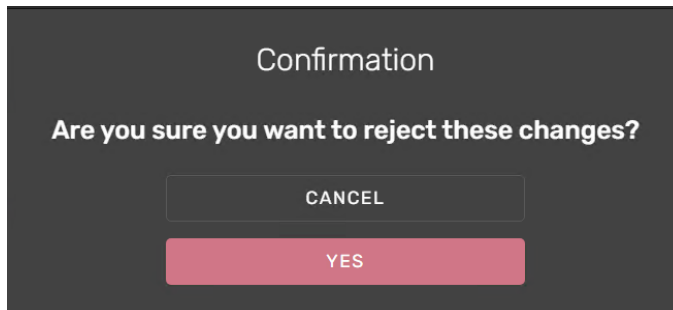 Confirmation
Are you sure you want to reject these changes?
CANCEL
YES